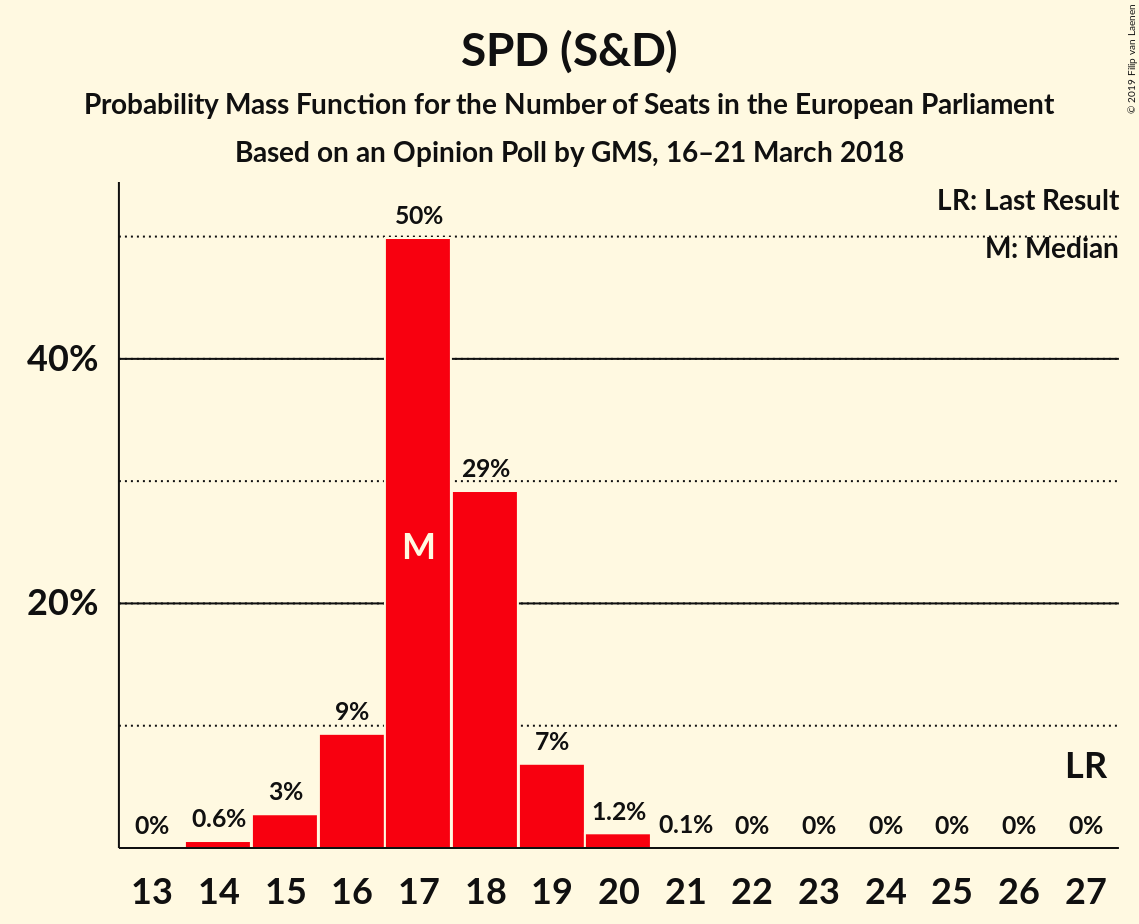 SPD (S&D)
Probability Mass Function for the Number of Seats in the European Parliament
Based on an Opinion Poll by GMS, 16–21 March 2018
© 2019 Filip van Laenen
LR: Last Result
M: Median
40%
20%
0%
0.6%
3%
9%
50%
M
29%
7%
1.2%
0.1%
0%
0%
0%
0%
0%
0%
LR
13 14 15 16 17 18 19 20 21 22 23 24 25 26 27